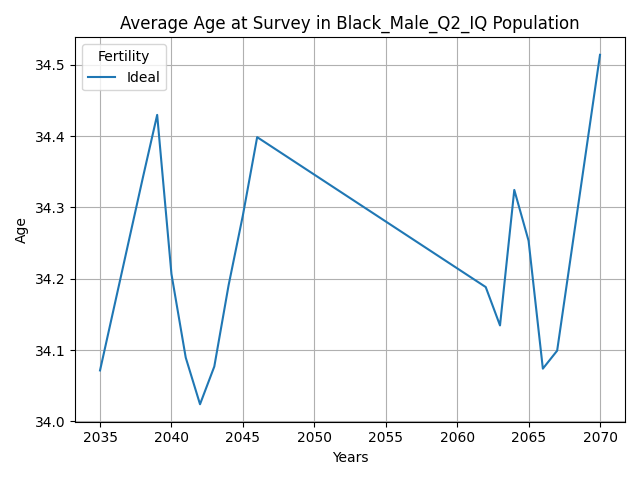 Average Age at Survey in Black_Male_Q2_IQ Population
Fertility
Ideal
Age
34.5
34.4
34.3
34.2
34.1
34.0
2035 2040 2045 2050 2055 2060 2065 2070
Years